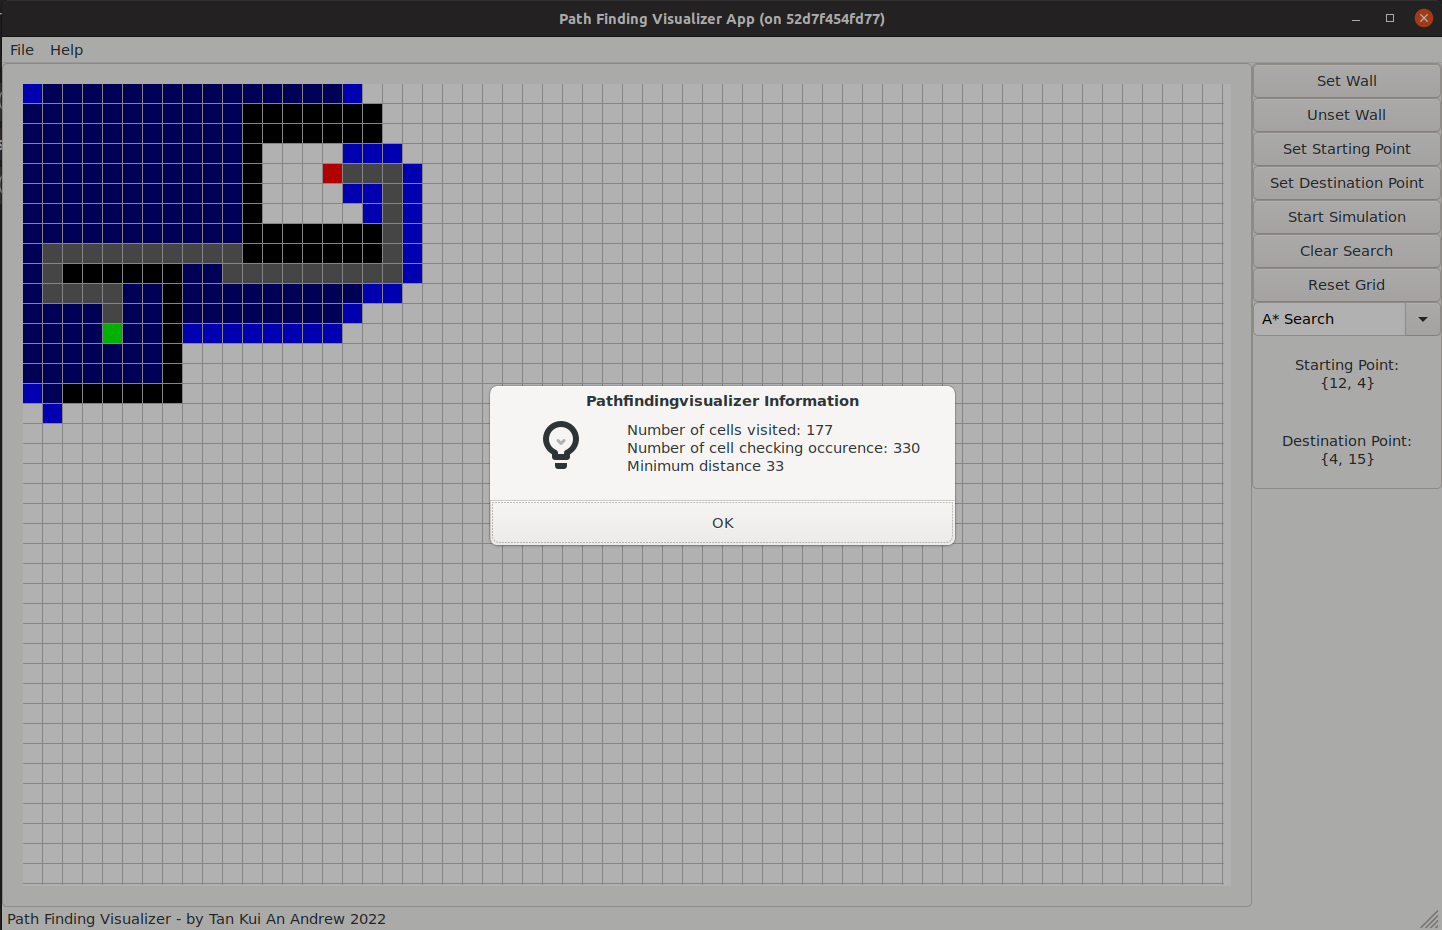 Path Finding Visualizer App (on 52d7f454fd77)
File Help
Set Wall
Unset Wall
Set Starting Point
Set Destination Point
Start Simulation
Clear Search
Reset Grid
A* Search
Starting Point:
{12, 4}
Destination Point:
{4, 15}
Pathfindingvisualizer Information
Number of cells visited: 177
Number of cell checking occurence: 330
Minimum distance 33
OK
Path Finding Visualizer - by Tan Kui An Andrew 2022